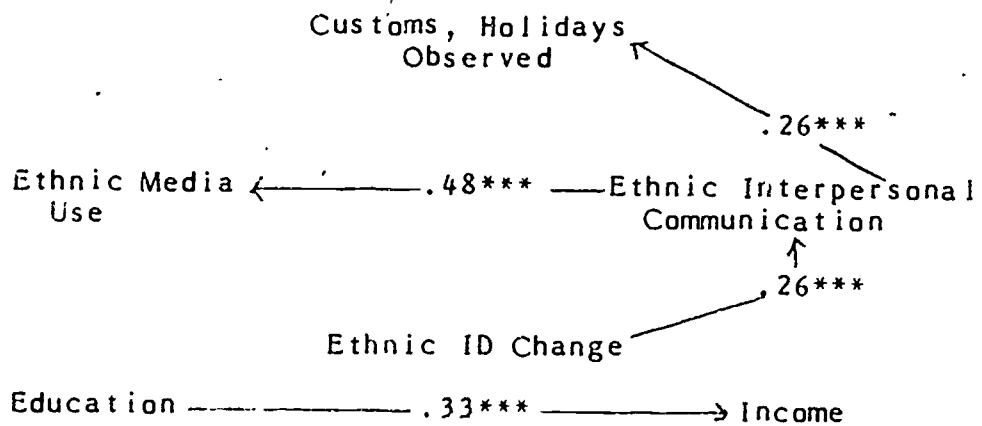 Customs, Holidays
Observed
.26***
Ethnic Media .48*** Ethnic Interpersonal
Use Communication
.26***
Ethnic ID Change
Education .33*** Income